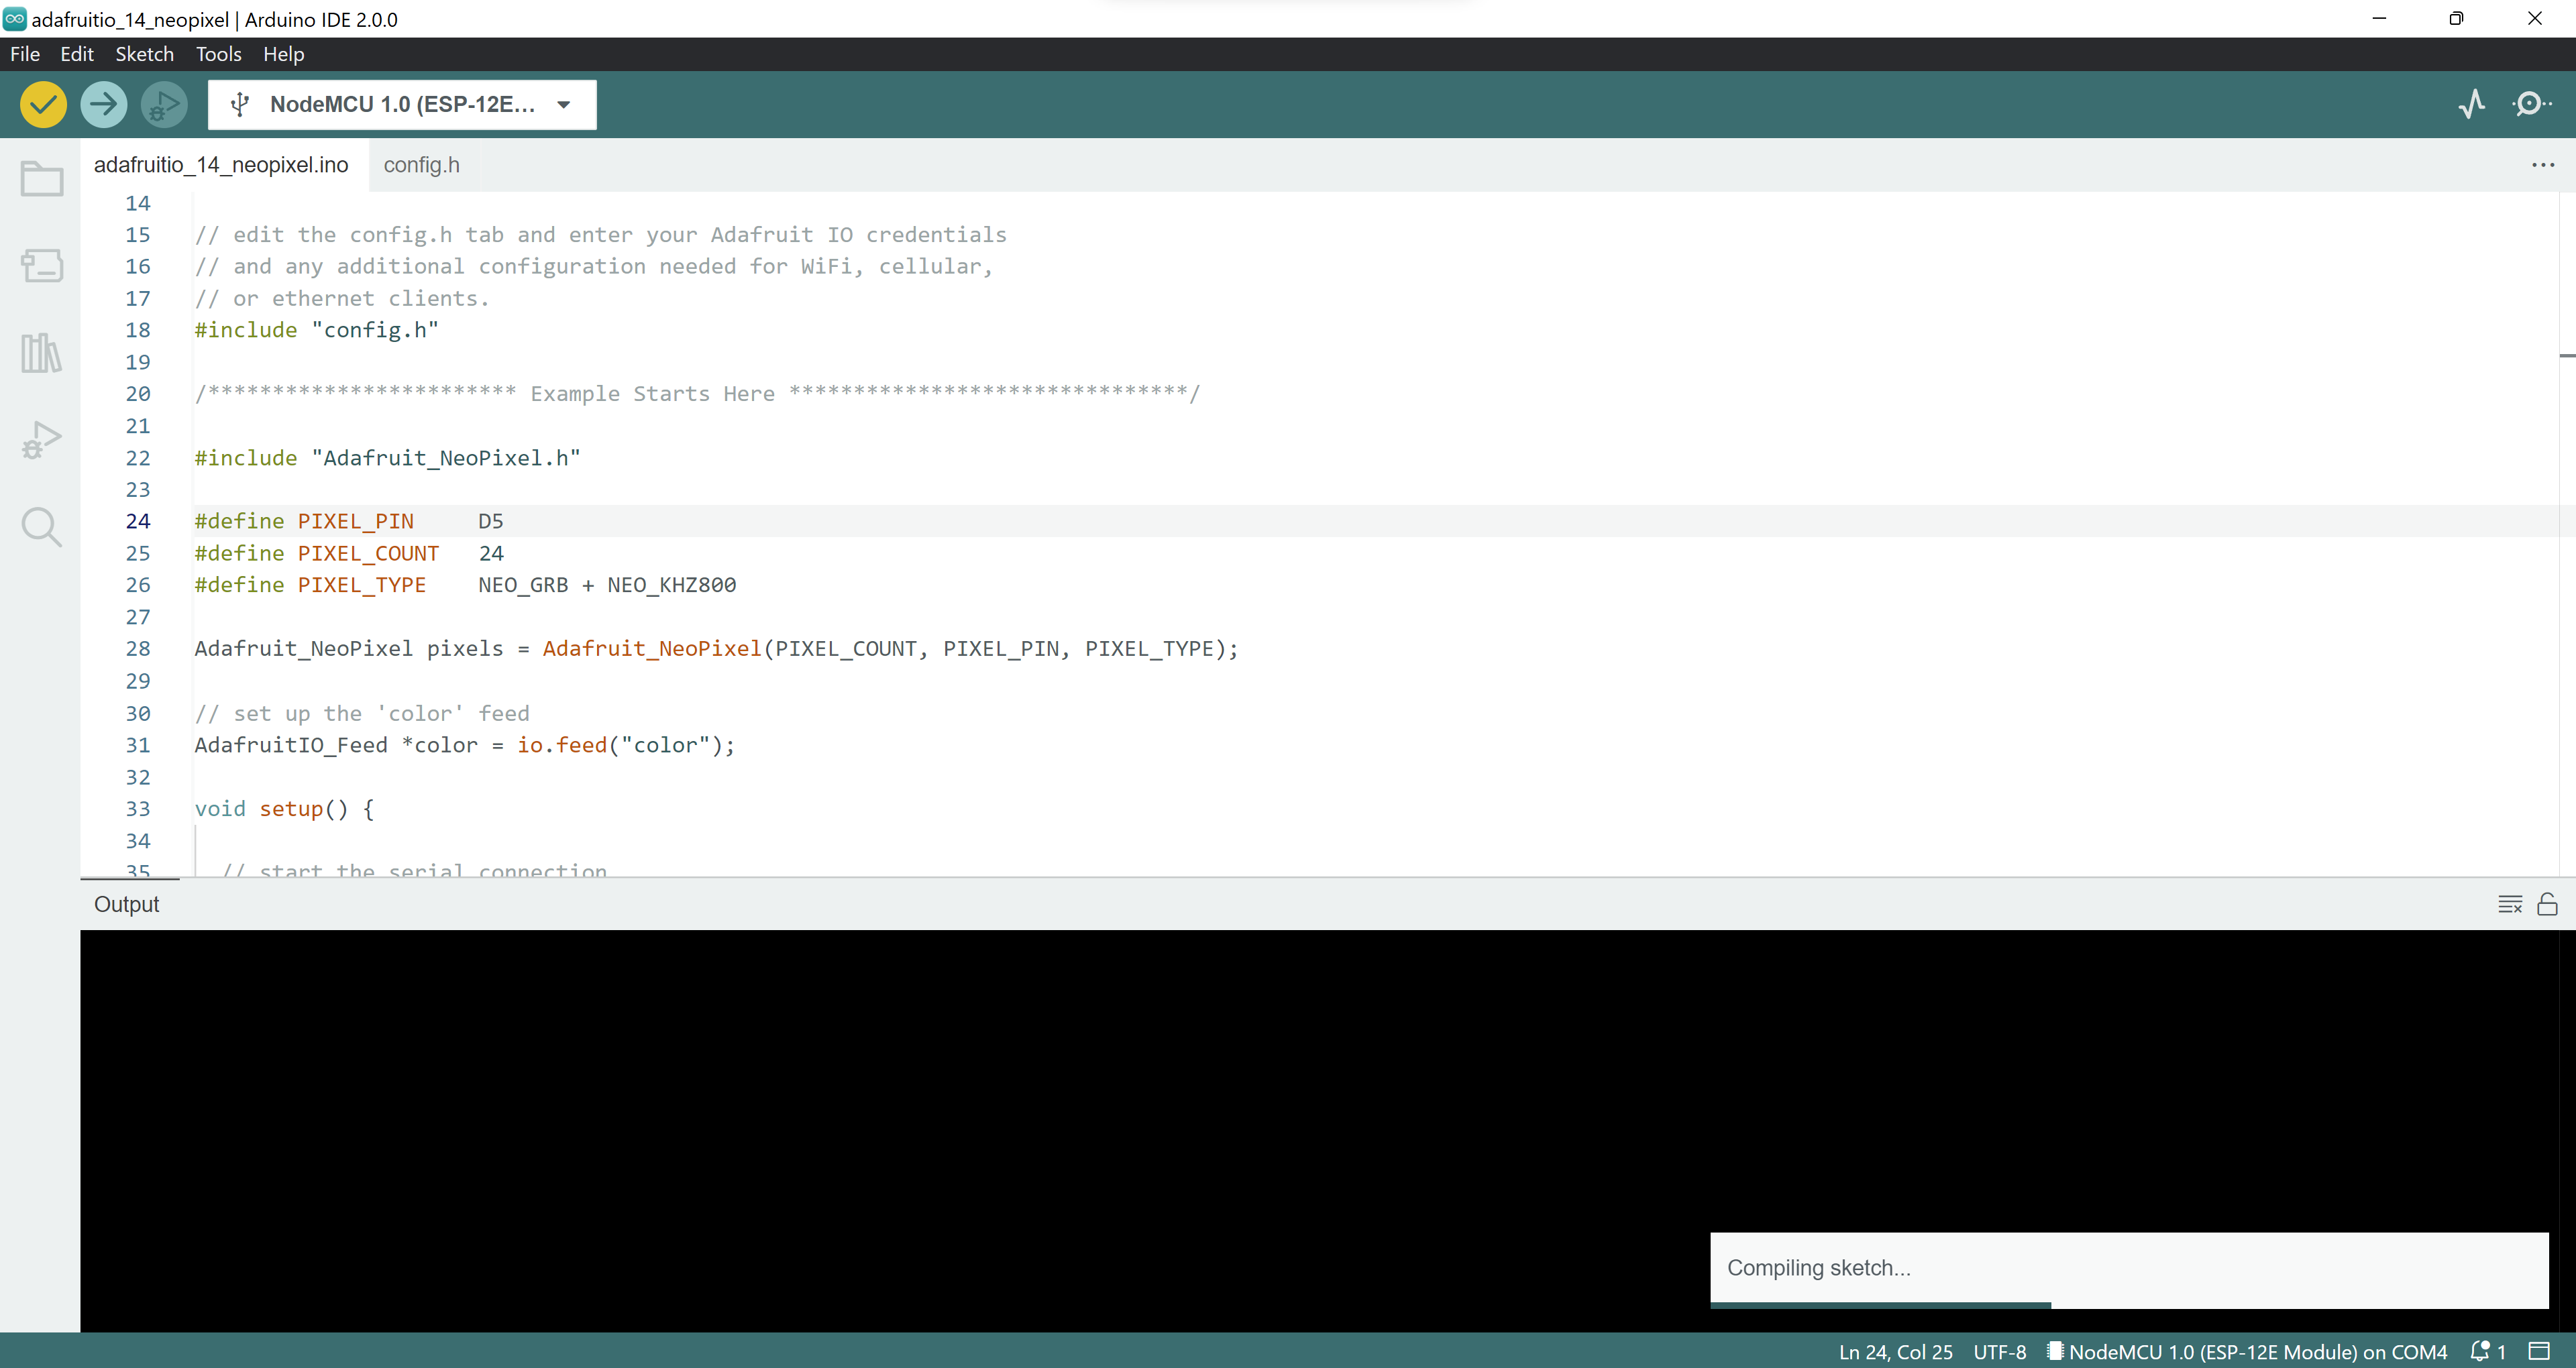 adafruitio_14_neopixel | Arduino IDE 2.0.0
File Edit Sketch Tools Help
NodeMCU 1.0 (ESP-12E...
adafruitio_14_neopixel.ino config.h
14
15 // edit the config.h tab and enter your Adafruit IO credentials
16 // and any additional configuration needed for WiFi, cellular,
17 // or ethernet clients.
18 #include "config.h"
19
20 /************************ Example Starts Here *******************************/
21
22 #include "Adafruit_NeoPixel.h"
23
24 #define PIXEL_PIN     D5
25 #define PIXEL_COUNT   24
26 #define PIXEL_TYPE    NEO_GRB + NEO_KHZ800
27
28 Adafruit_NeoPixel pixels = Adafruit_NeoPixel(PIXEL_COUNT, PIXEL_PIN, PIXEL_TYPE);
29
30 // set up the 'color' feed
31 AdafruitIO_Feed *color = io.feed("color");
32
33 void setup() {
34
35   // start the serial connection
Output
Compiling sketch...
Ln 24, Col 25 UTF-8 NodeMCU 1.0 (ESP-12E Module) on COM4 1